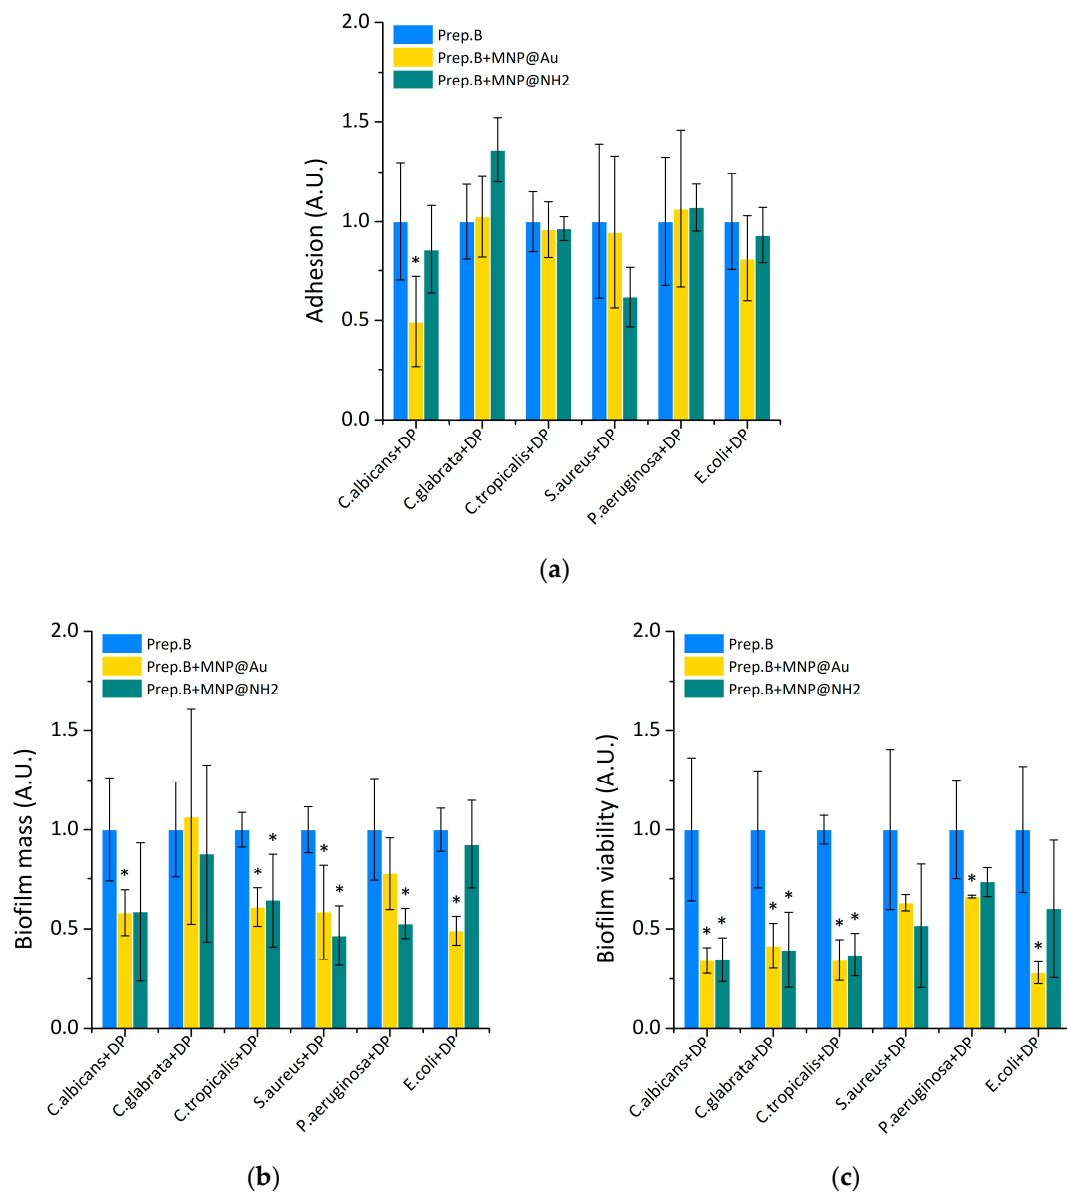 2.0
Prep.B
Prep.B+MNP@Au
Prep.B+MNP@NH2
1.5
Adhesion (A.U.)
1.0
*
0.5
0.0
C.albicans+DP
C.glabrata+DP
C.tropicalis+DP
S.aureus+DP
P.aeruginosa+DP
E.coli+DP
(a)
2.0
Prep.B
Prep.B+MNP@Au
Prep.B+MNP@NH2
1.5
Biofilm mass (A.U.)
1.0
* * * * * * *
0.5
0.0
C.albicans+DP
C.glabrata+DP
C.tropicalis+DP
S.aureus+DP
P.aeruginosa+DP
E.coli+DP
(b)
2.0
Prep.B
Prep.B+MNP@Au
Prep.B+MNP@NH2
1.5
Biofilm viability (A.U.)
1.0
* * * * * * * *
0.5
0.0
C.albicans+DP
C.glabrata+DP
C.tropicalis+DP
S.aureus+DP
P.aeruginosa+DP
E.coli+DP
(c)